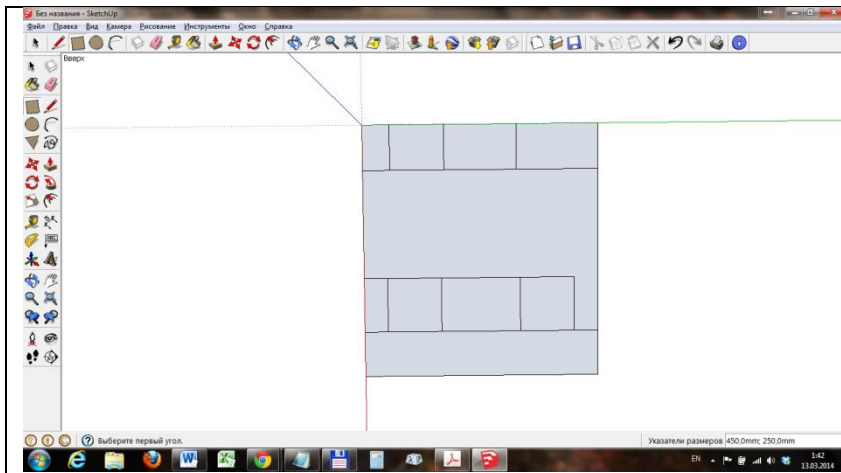 Без названия - SketchUp
Файл Правка Вид Камера Рисование Инструменты Окно Справка
Вверх
Выберите первый угол.
Указатели размеров 450,0mm; 250,0mm
EN
1:42
13.03.2014